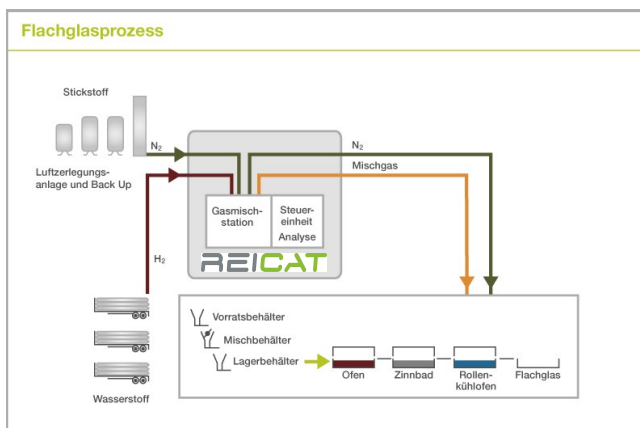 Flachglasprozess
Stickstoff
N₂
N₂
Luftzerlegungs-
anlage und Back Up
Mischgas
Gasmisch-
station
Steuer-
einheit
Analyse
REICAT
H₂
Wasserstoff
Vorratsbehälter
Mischbehälter
Lagerbehälter
Ofen
Zinnbad
Rollen-
kühlofen
Flachglas